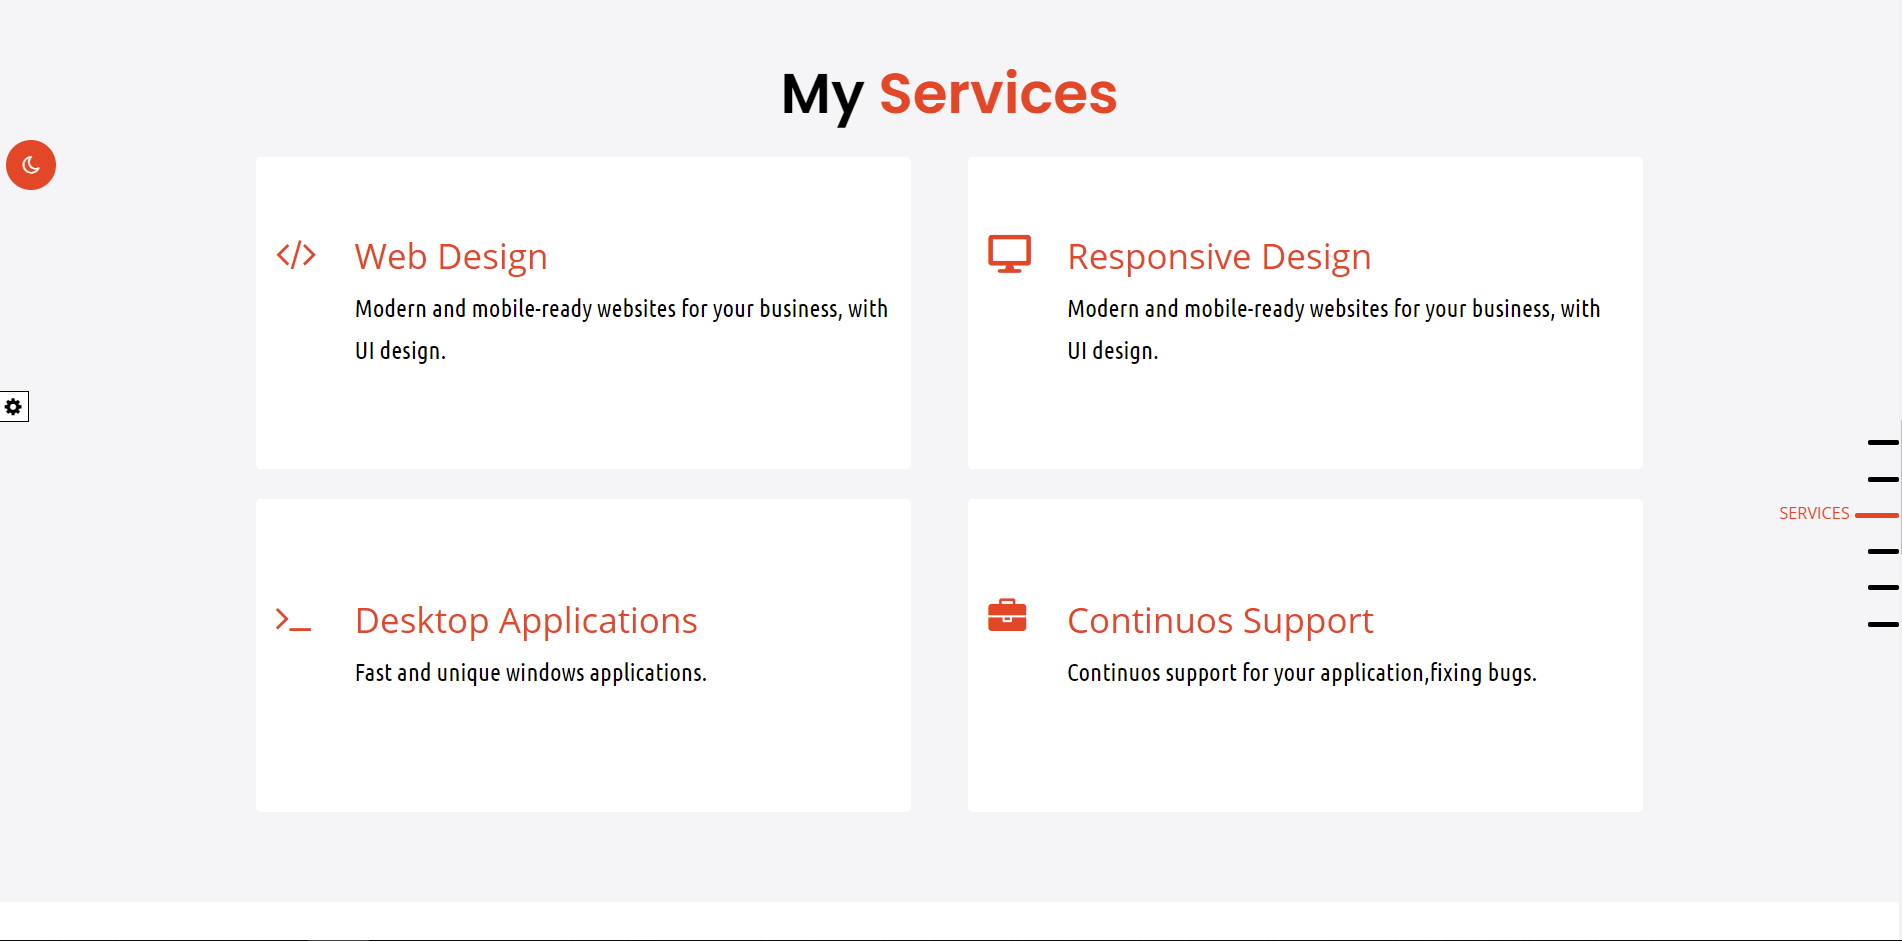 My Services
Web Design
Modern and mobile-ready websites for your business, with
UI design.
Responsive Design
Modern and mobile-ready websites for your business, with
UI design.
SERVICES
Desktop Applications
Fast and unique windows applications.
Continuos Support
Continuos support for your application,fixing bugs.